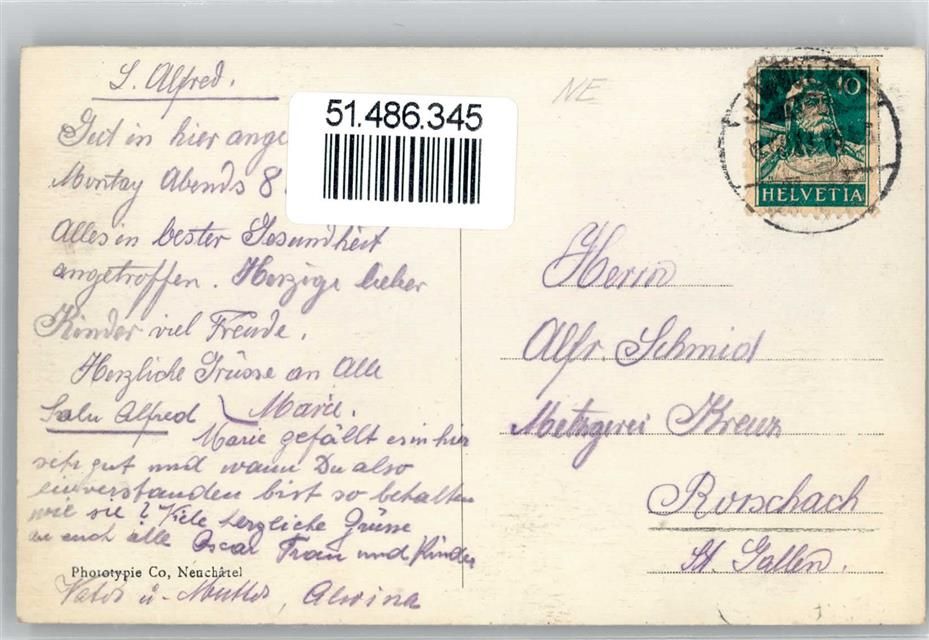 L. Alfred.
Gut in hier ange
Montag Abends 8
Alles in bester Gesundheit
angetroffen. Herzige lieber
Kinder viel Freude.
Herzliche Grüsse an Alle
Marie.
Salu Alfred
Marie gefällt es in hier
sehr gut und wann Du also
einverstanden bist so behalten
wir sie? Viele herzliche Grüsse
an euch alle Oscar Frau und Kinder
Phototypie Co, Neuchâtel
Alwina
51.486.345
NE
10
HELVETIA
Herrn
Alfr. Schmid
Metzgerei Kreuz
Rorschach
St. Gallen.